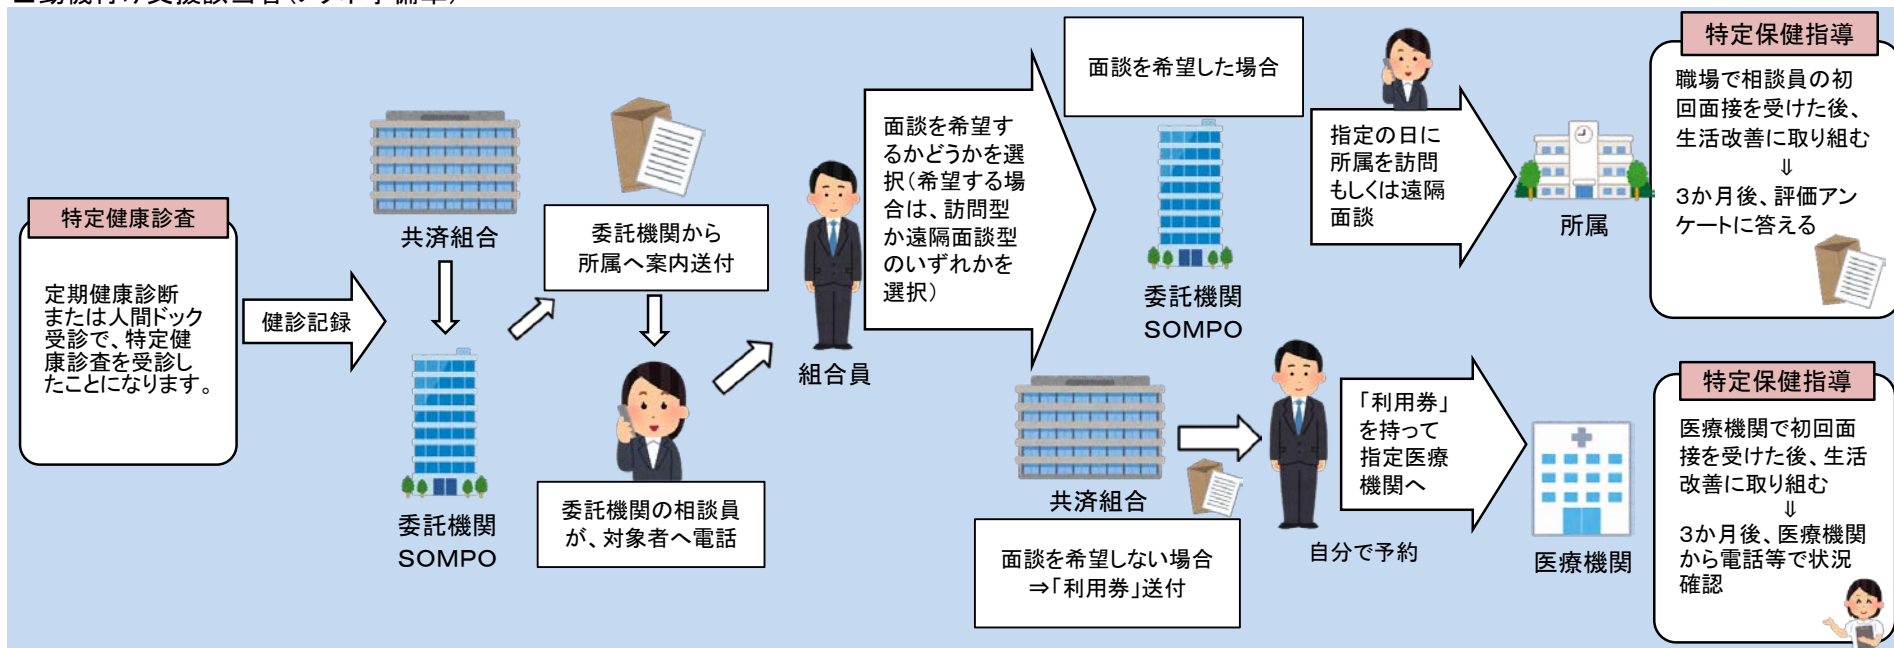 特定健康診査
定期健康診断
または人間ドック
受診で、特定健
康診査を受診し
たことになります。
健診記録
共済組合
委託機関
SOMPO
委託機関から
所属へ案内送付
委託機関の相談員
が、対象者へ電話
組合員
面談を希望す
るかどうかを選
択(希望する場
合は、訪問型
か遠隔面談型
のいずれかを
選択)
面談を希望した場合
委託機関
SOMPO
指定の日に
所属を訪問
もしくは遠隔
面談
所属
特定保健指導
職場で相談員の初
回面接を受けた後、
生活改善に取り組む
⇓
3か月後、評価アン
ケートに答える
共済組合
面談を希望しない場合
⇒「利用券」送付
自分で予約
「利用券」
を持って
指定医療
機関へ
医療機関
特定保健指導
医療機関で初回面
接を受けた後、生活
改善に取り組む
⇓
3か月後、医療機関
から電話等で状況
確認